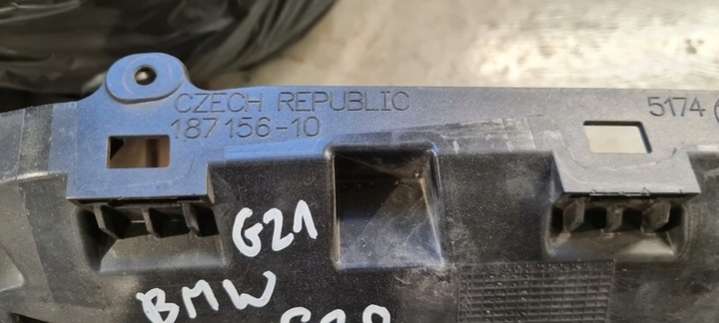 CZECH REPUBLIC
187156-10
5174
G21
BMW